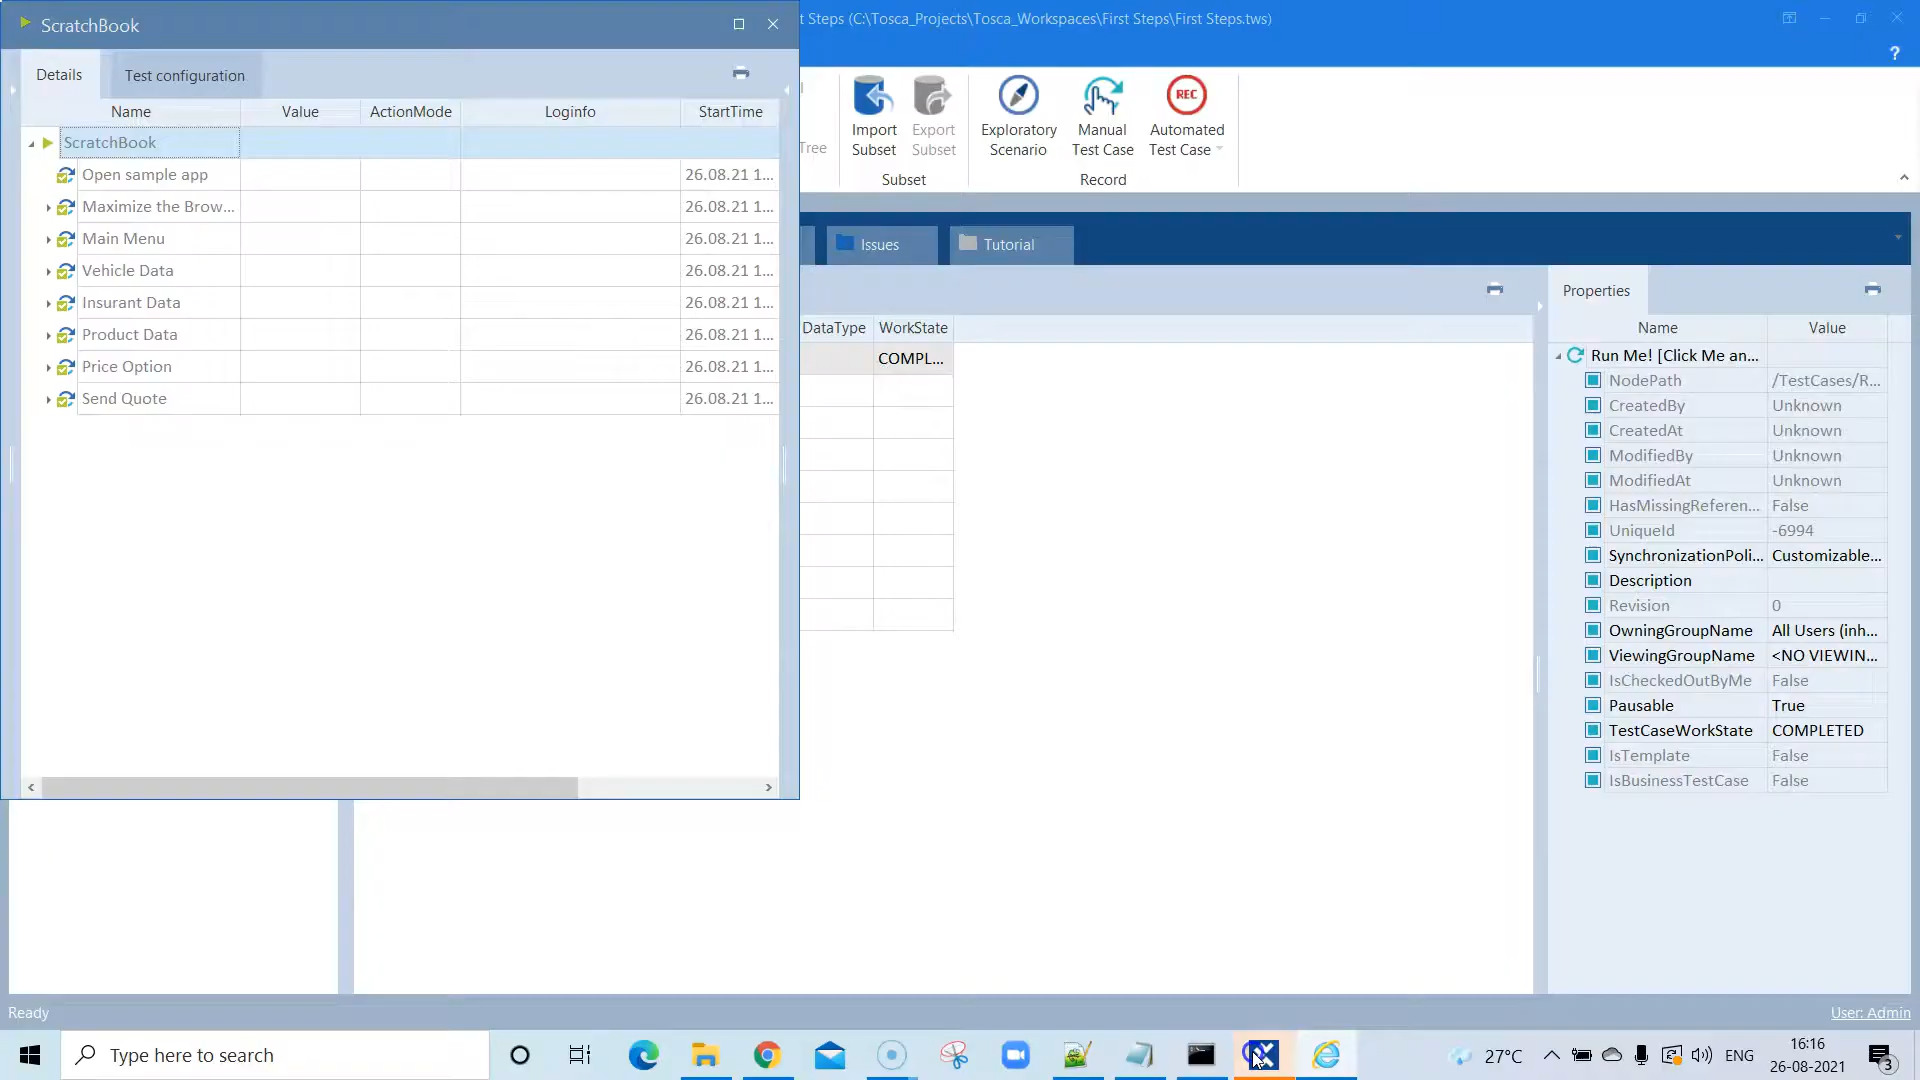 ScratchBook
t Steps (C:\Tosca_Projects\Tosca_Workspaces\First Steps\First Steps.tws)
?
Details
Test configuration
Name Value ActionMode Loginfo StartTime
ScratchBook
Open sample app 26.08.21 1...
Maximize the Brow... 26.08.21 1...
Main Menu 26.08.21 1...
Vehicle Data 26.08.21 1...
Insurant Data 26.08.21 1...
Product Data 26.08.21 1...
Price Option 26.08.21 1...
Send Quote 26.08.21 1...
Tree
Import
Subset
Export
Subset
Subset
Exploratory
Scenario
Manual
Test Case
REC
Automated
Test Case
Record
Issues
Tutorial
DataType WorkState
COMPL...
Properties
Name Value
Run Me! [Click Me an...
NodePath /TestCases/R...
CreatedBy Unknown
CreatedAt Unknown
ModifiedBy Unknown
ModifiedAt Unknown
HasMissingReferen... False
UniqueId -6994
SynchronizationPoli... Customizable...
Description
Revision 0
OwningGroupName All Users (inh...
ViewingGroupName <NO VIEWIN...
IsCheckedOutByMe False
Pausable True
TestCaseWorkState COMPLETED
IsTemplate False
IsBusinessTestCase False
Ready
User: Admin
Type here to search
27°C
ENG
16:16
26-08-2021
3